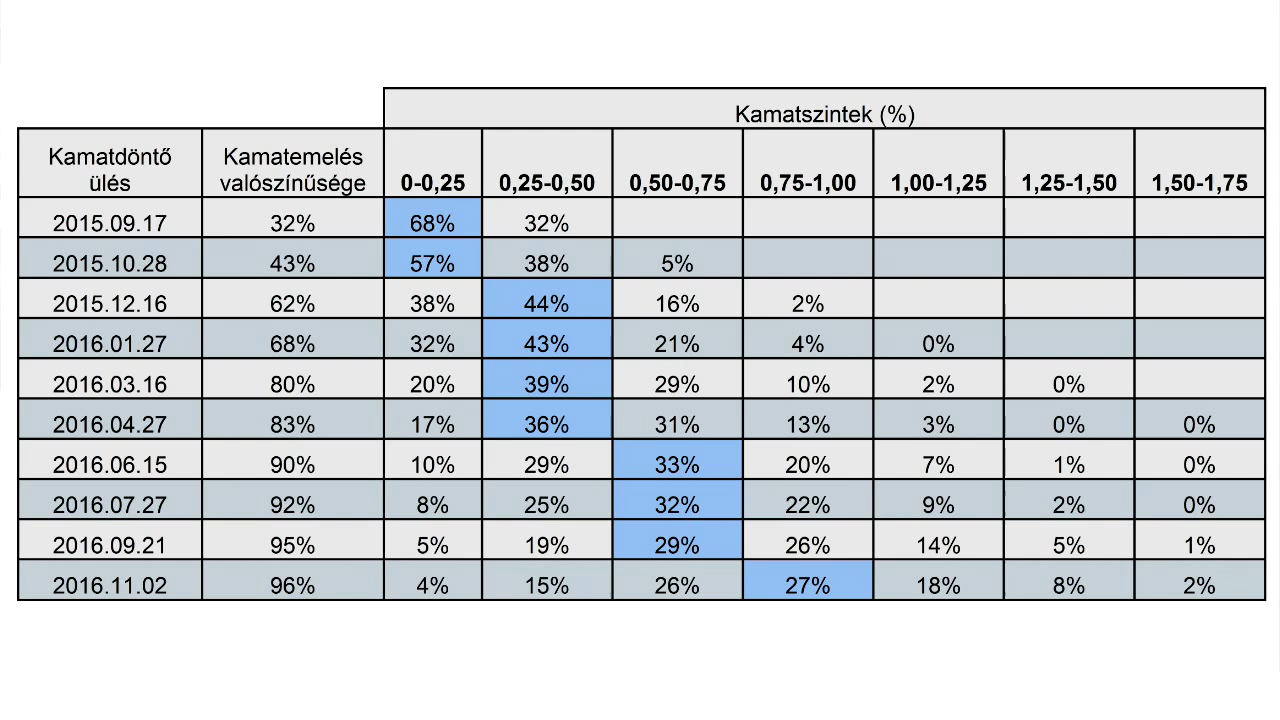 Kamatszintek (%)
Kamatdöntő ülés Kamatemelés valószínűsége 0-0,25 0,25-0,50 0,50-0,75 0,75-1,00 1,00-1,25 1,25-1,50 1,50-1,75
2015.09.17 32% 68% 32%
2015.10.28 43% 57% 38% 5%
2015.12.16 62% 38% 44% 16% 2%
2016.01.27 68% 32% 43% 21% 4% 0%
2016.03.16 80% 20% 39% 29% 10% 2% 0%
2016.04.27 83% 17% 36% 31% 13% 3% 0% 0%
2016.06.15 90% 10% 29% 33% 20% 7% 1% 0%
2016.07.27 92% 8% 25% 32% 22% 9% 2% 0%
2016.09.21 95% 5% 19% 29% 26% 14% 5% 1%
2016.11.02 96% 4% 15% 26% 27% 18% 8% 2%